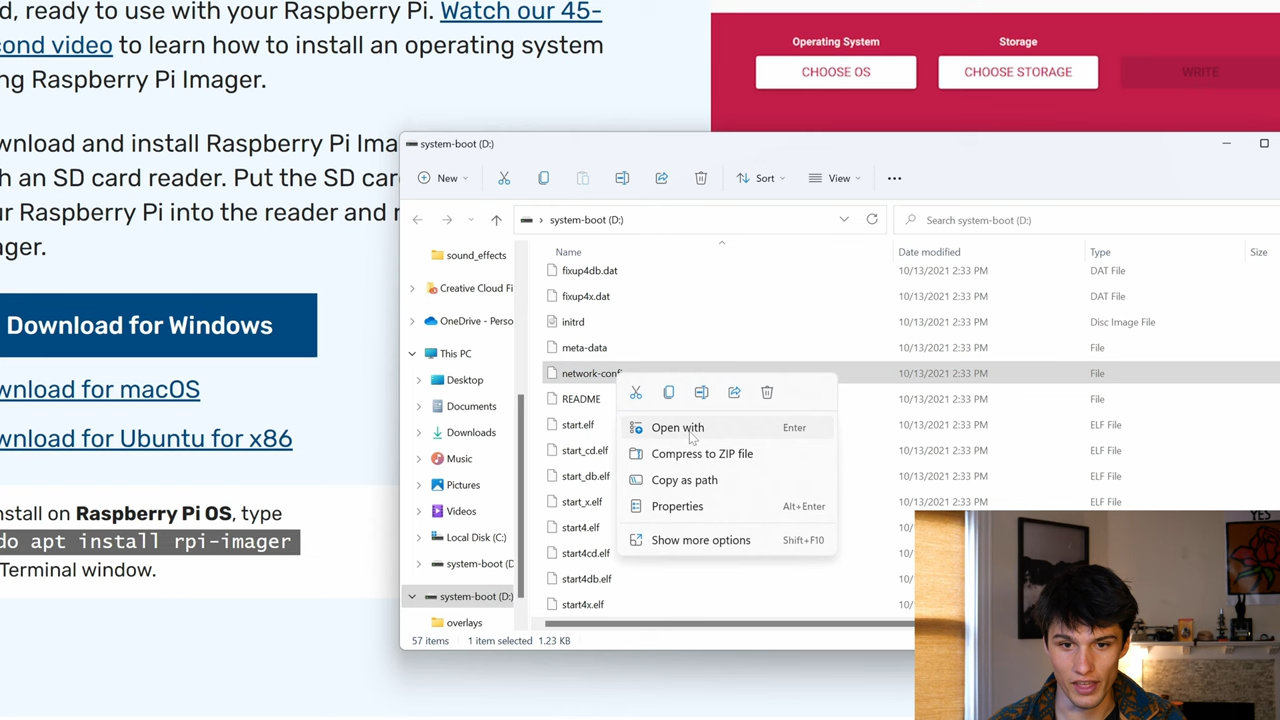 d, ready to use with your Raspberry Pi. Watch our 45-
cond video to learn how to install an operating system
ng Raspberry Pi Imager.
wnload and install Raspberry Pi Ima
h an SD card reader. Put the SD car
ur Raspberry Pi into the reader and r
ager.
Download for Windows
wnload for macOS
wnload for Ubuntu for x86
nstall on Raspberry Pi OS, type
do apt install rpi-imager
Terminal window.
Operating System
Storage
CHOOSE OS
CHOOSE STORAGE
WRITE
system-boot (D:)
New
Sort
View
system-boot (D:)
Search system-boot (D:)
sound_effects
Creative Cloud Fi
OneDrive - Perso
This PC
Desktop
Documents
Downloads
Music
Pictures
Videos
Local Disk (C:)
system-boot (D
system-boot (D:)
overlays
Name
Date modified
Type
Size
fixup4db.dat
10/13/2021 2:33 PM
DAT File
fixup4x.dat
10/13/2021 2:33 PM
DAT File
initrd
10/13/2021 2:33 PM
Disc Image File
meta-data
10/13/2021 2:33 PM
File
network-conf
10/13/2021 2:33 PM
File
README
10/13/2021 2:33 PM
File
start.elf
10/13/2021 2:33 PM
ELF File
start_cd.elf
10/13/2021 2:33 PM
ELF File
start_db.elf
10/13/2021 2:33 PM
ELF File
start_x.elf
10/13/2021 2:33 PM
ELF File
start4.elf
10/
start4cd.elf
10/
start4db.elf
10/
start4x.elf
10/
Open with
Enter
Compress to ZIP file
Copy as path
Properties
Alt+Enter
Show more options
Shift+F10
57 items
1 item selected 1.23 KB
YES